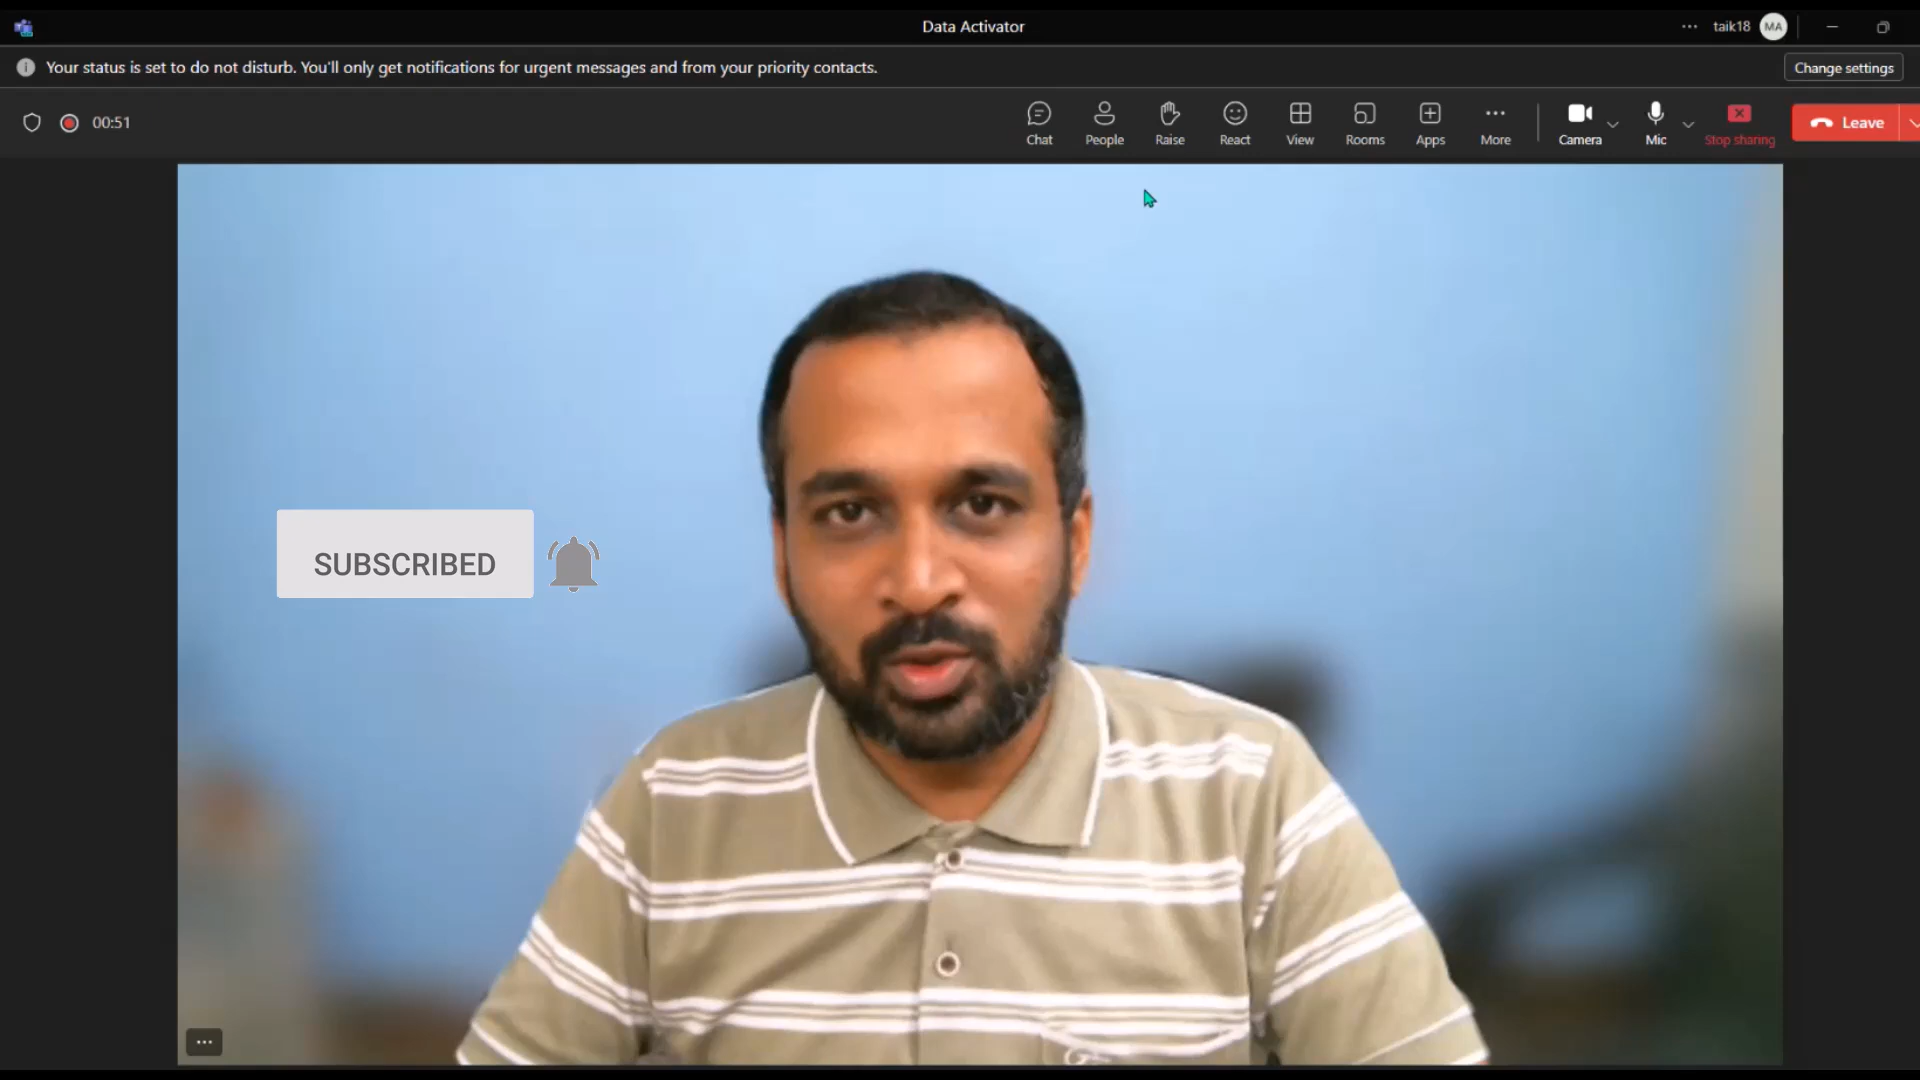 Data Activator
taik18
MA
Your status is set to do not disturb. You'll only get notifications for urgent messages and from your priority contacts.
Change settings
00:51
Chat
People
Raise
React
View
Rooms
Apps
More
Camera
Mic
Stop sharing
Leave
SUBSCRIBED